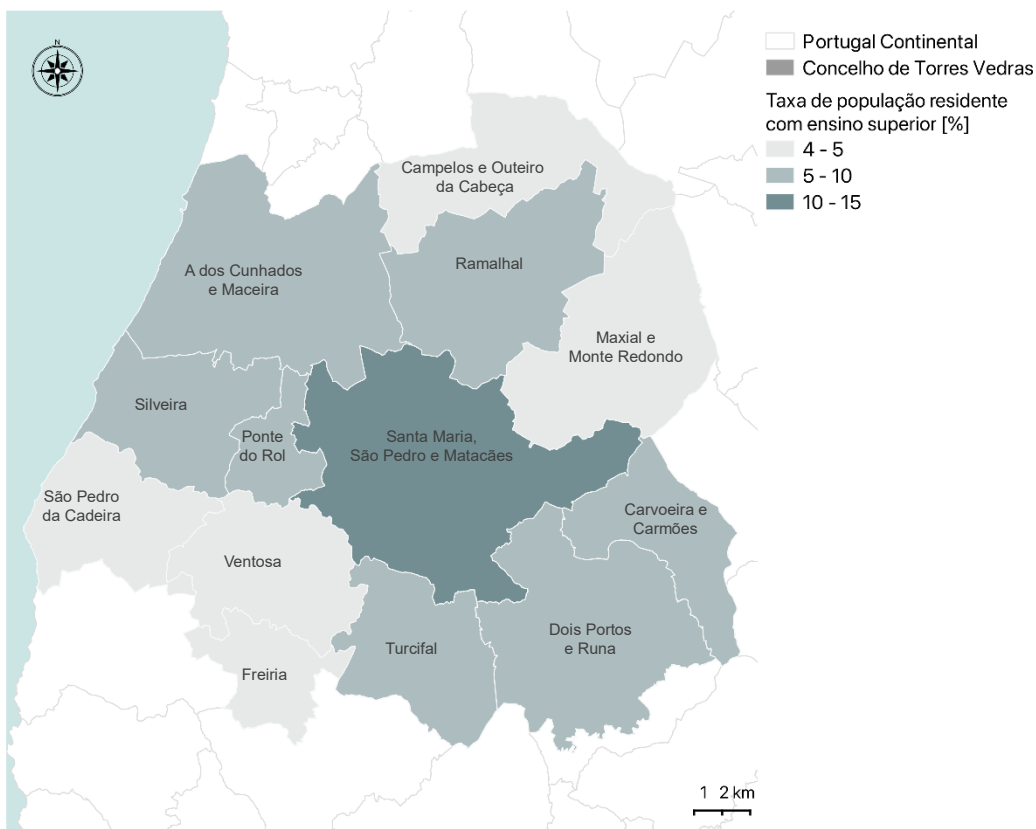 N
Portugal Continental
Concelho de Torres Vedras
Taxa de população residente
com ensino superior [%]
4 - 5
5 - 10
10 - 15
Campelos e Outeiro
da Cabeça
A dos Cunhados
e Maceira
Ramalhal
Maxial e
Monte Redondo
Silveira
Ponte
do Rol
Santa Maria,
São Pedro e Matacães
São Pedro
da Cadeira
Carvoeira e
Carmões
Ventosa
Dois Portos
e Runa
Turcifal
Freiria
1 2 km